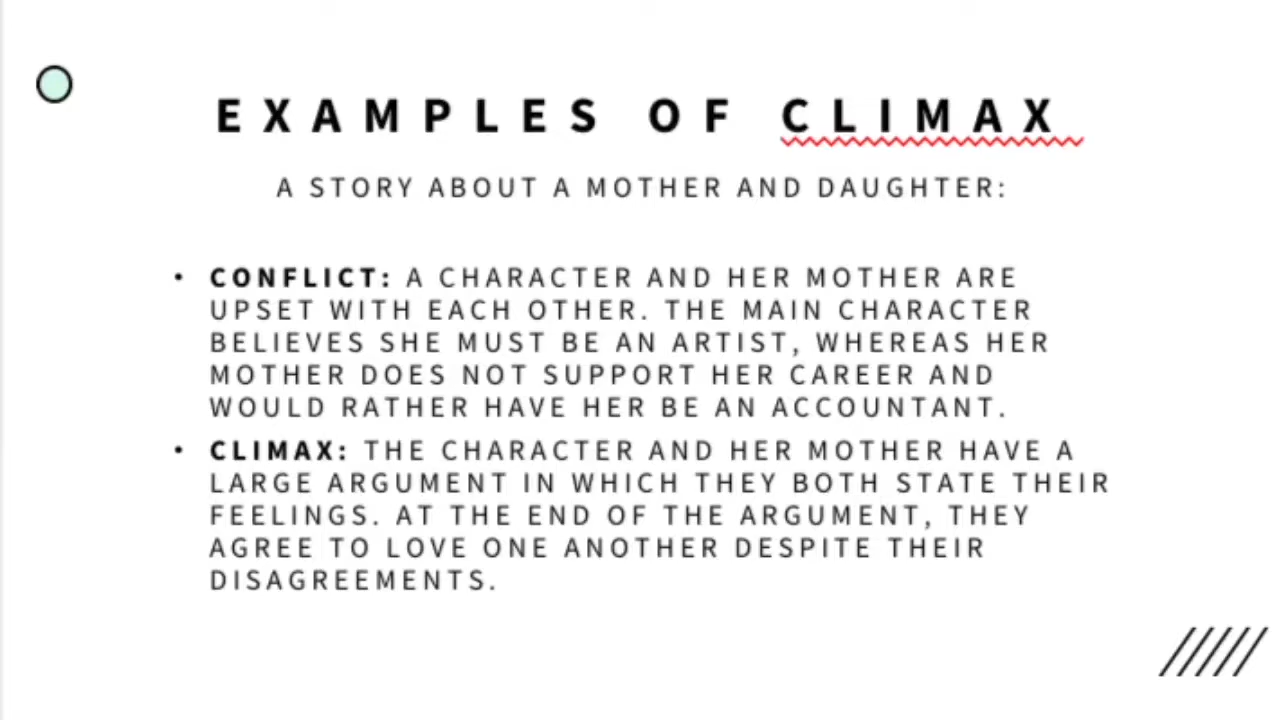 EXAMPLES OF CLIMAX
A STORY ABOUT A MOTHER AND DAUGHTER:
• CONFLICT: A CHARACTER AND HER MOTHER ARE
UPSET WITH EACH OTHER. THE MAIN CHARACTER
BELIEVES SHE MUST BE AN ARTIST, WHEREAS HER
MOTHER DOES NOT SUPPORT HER CAREER AND
WOULD RATHER HAVE HER BE AN ACCOUNTANT.
• CLIMAX: THE CHARACTER AND HER MOTHER HAVE A
LARGE ARGUMENT IN WHICH THEY BOTH STATE THEIR
FEELINGS. AT THE END OF THE ARGUMENT, THEY
AGREE TO LOVE ONE ANOTHER DESPITE THEIR
DISAGREEMENTS.